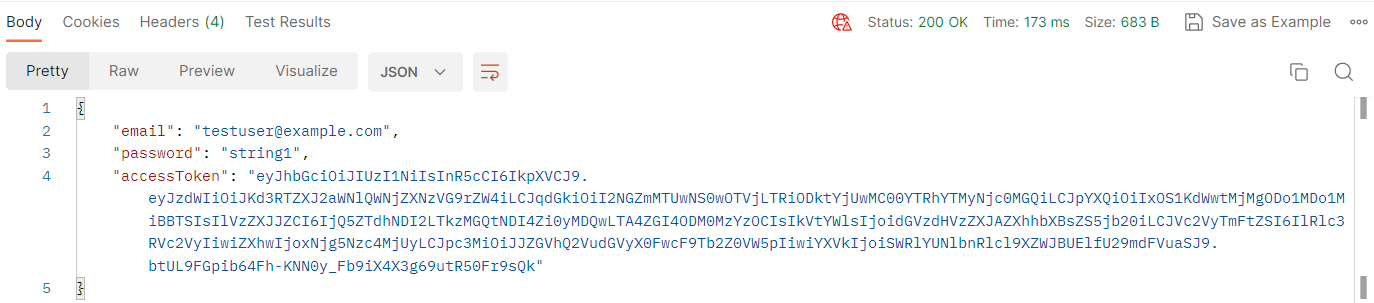 Body Cookies Headers (4) Test Results Status: 200 OK Time: 173 ms Size: 683 B Save as Example
Pretty Raw Preview Visualize JSON
1 {
2 "email": "testuser@example.com",
3 "password": "string1",
4 "accessToken": "eyJhbGciOiJIUzI1NiIsInR5cCI6IkpXVCJ9.
eyJzdWIiOiJKd3RTZXJ2aWNlQWNjZXNzVG9rZW4iLCJqdGkiOiI2NGZmMTUwNS0wOTVjLTRiODktYjUwMC00YTRhYTMyNjc0MGQiLCJpYXQiOiIxOS1KdWwtMjMgODo1MDo1M
iBBTSIsIlVzZXJJZCI6IjQ5ZTdhNDI2LTkzMGQtNDI4Zi0yMDQwLTA4ZGI4ODM0MzYzOCIsIkVtYWlsIjoidGVzdHVzZXJAZXhhbXBsZS5jb20iLCJVc2VyTmFtZSI6IlRlc3
RVc2VyIiwiZXhwIjoxNjg5Nzc4MjUyLCJpc3MiOiJJZGVhQ2VudGVyX0FwcF9Tb2Z0VW5pIiwiYXVkIjoiSWRlYUNlbnRlcl9XZWJBUElfU29mdFVuaSJ9.
btUL9FGpib64Fh-KNN0y_Fb9iX4X3g69utR50Fr9sQk"
5 }